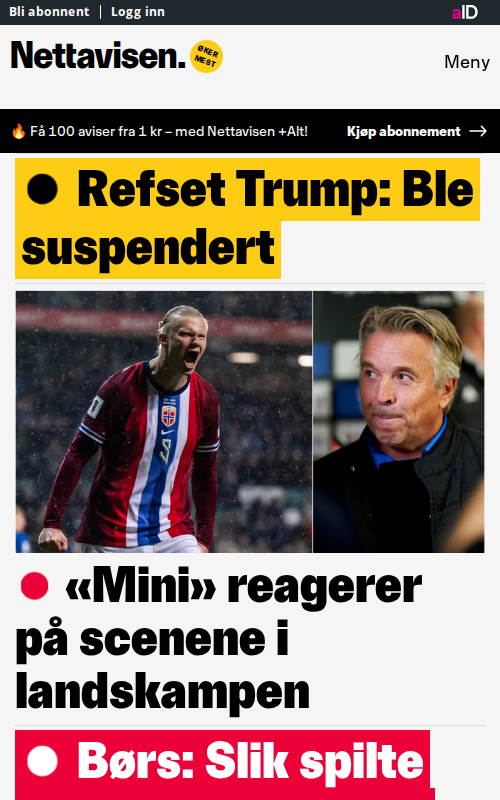 Bli abonnent | Logg inn
aID
Nettavisen.
ØKER
MEST
Meny
Få 100 aviser fra 1 kr – med Nettavisen +Alt!
Kjøp abonnement →
Refset Trump: Ble
suspendert
9
«Mini» reagerer
på scenene i
landskampen
Børs: Slik spilte